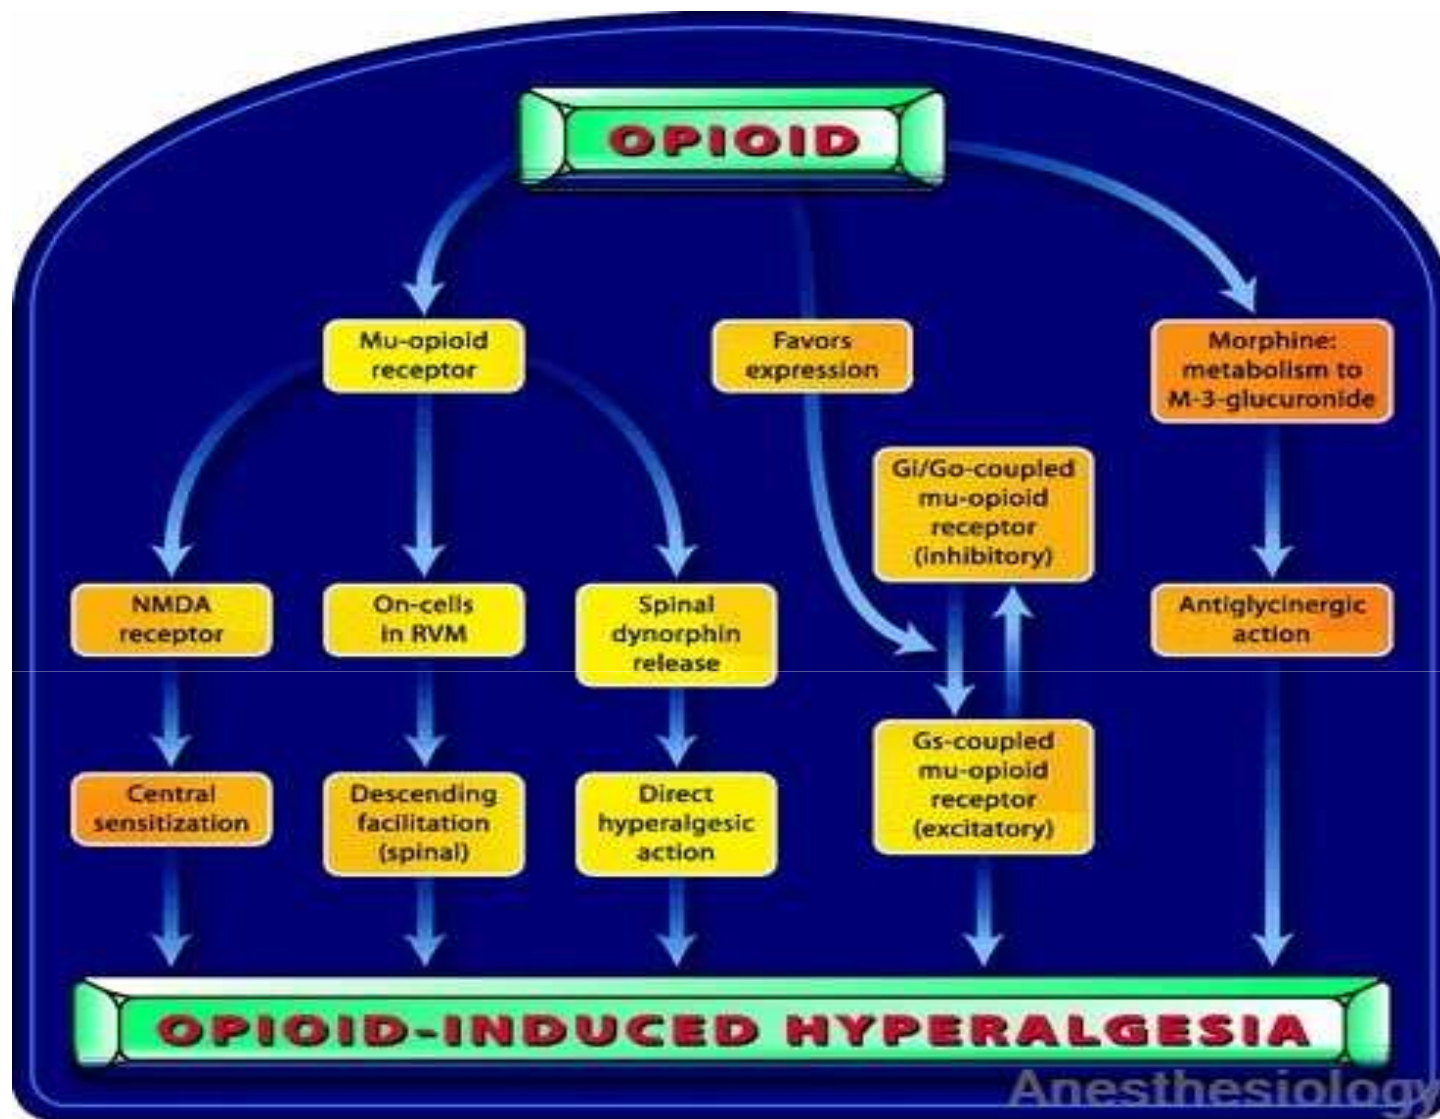 OPIOID
Mu-opioid
receptor
Favors
expression
Morphine:
metabolism to
M-3-glucuronide
Gi/Go-coupled
mu-opioid
receptor
(inhibitory)
NMDA
receptor
On-cells
in RVM
Spinal
dynorphin
release
Antiglycinergic
action
Central
sensitization
Descending
facilitation
(spinal)
Direct
hyperalgesic
action
Gs-coupled
mu-opioid
receptor
(excitatory)
OPIOID-INDUCED HYPERALGESIA
Anesthesiology